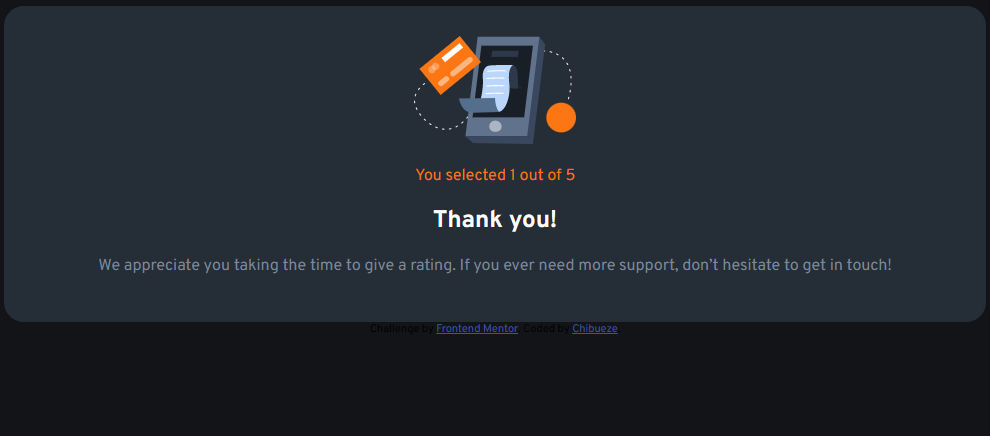 You selected 1 out of 5
Thank you!
We appreciate you taking the time to give a rating. If you ever need more support, don’t hesitate to get in touch!
Challenge by Frontend Mentor. Coded by Chibueze.